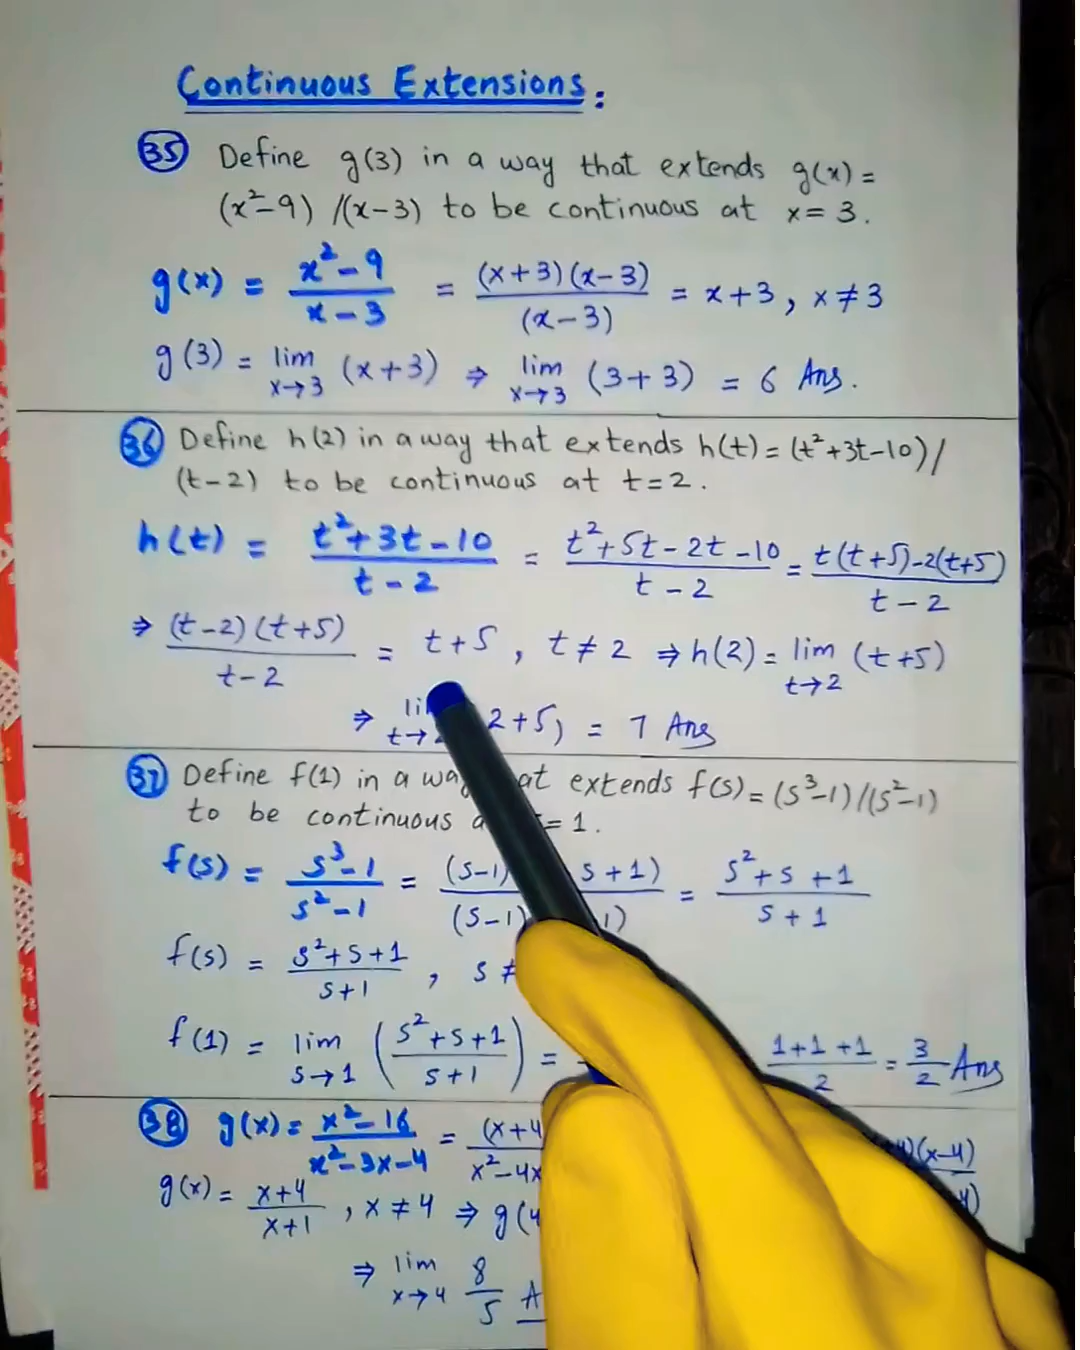 Continuous Extensions.
35 Define g(3) in a way that extends g(x) =
(x²-9) /(x-3) to be continuous at x = 3.
g(x) = x²-9 / x-3 = (x+3)(x-3) / (x-3) = x+3, x≠3
g(3) = lim x→3 (x+3) ⇒ lim x→3 (3+3) = 6 Ans.
36 Define h(2) in a way that extends h(t) = (t²+3t-10)/
(t-2) to be continuous at t=2.
h(t) = t²+3t-10 / t-2 = t²+5t-2t-10 / t-2 = t(t+5)-2(t+5) / t-2
⇒ (t-2)(t+5) / t-2 = t+5, t≠2 ⇒ h(2) = lim t→2 (t+5)
⇒ t→ 2+5) = 7 Ans
37 Define f(1) in a extends f(s) = (s³-1)/(s²-1)
to be continuous = 1.
f(s) = s³-1 / s²-1 = (s-1) s+1) / (s-1) 1) = s²+s+1 / s+1
f(s) = s²+s+1 / s+1, s≠
f(1) = lim s→1 (s²+s+1 / s+1) = 1+1+1 / 2 = 3/2 Ans
38 g(x) = x²-16 / x²-3x-4 = (x+4 / x²-4x (x-4)
g(x) = x+4 / x+1, x≠4 ⇒ g(4
⇒ lim x→4 8/5